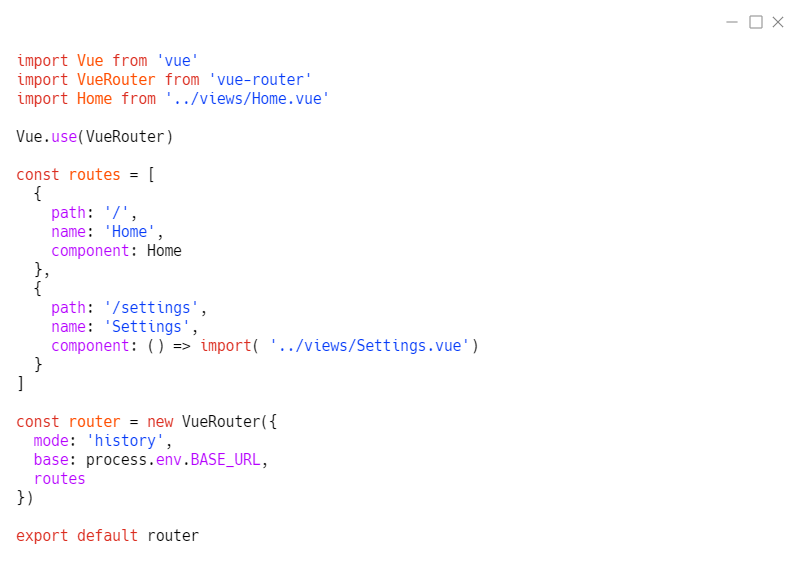 import Vue from 'vue'
import VueRouter from 'vue-router'
import Home from '../views/Home.vue'

Vue.use(VueRouter)

const routes = [
  {
    path: '/',
    name: 'Home',
    component: Home
  },
  {
    path: '/settings',
    name: 'Settings',
    component: () => import( '../views/Settings.vue')
  }
]

const router = new VueRouter({
  mode: 'history',
  base: process.env.BASE_URL,
  routes
})

export default router